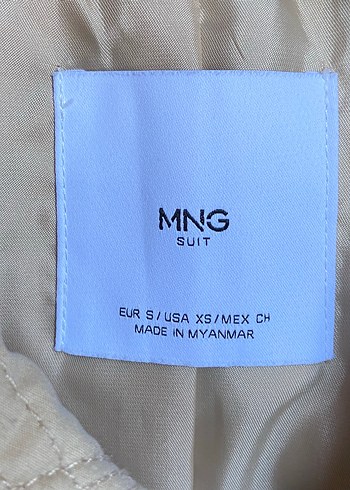 MNG
SUIT
EUR S/USA XS/MEX CH
MADE IN MYANMAR